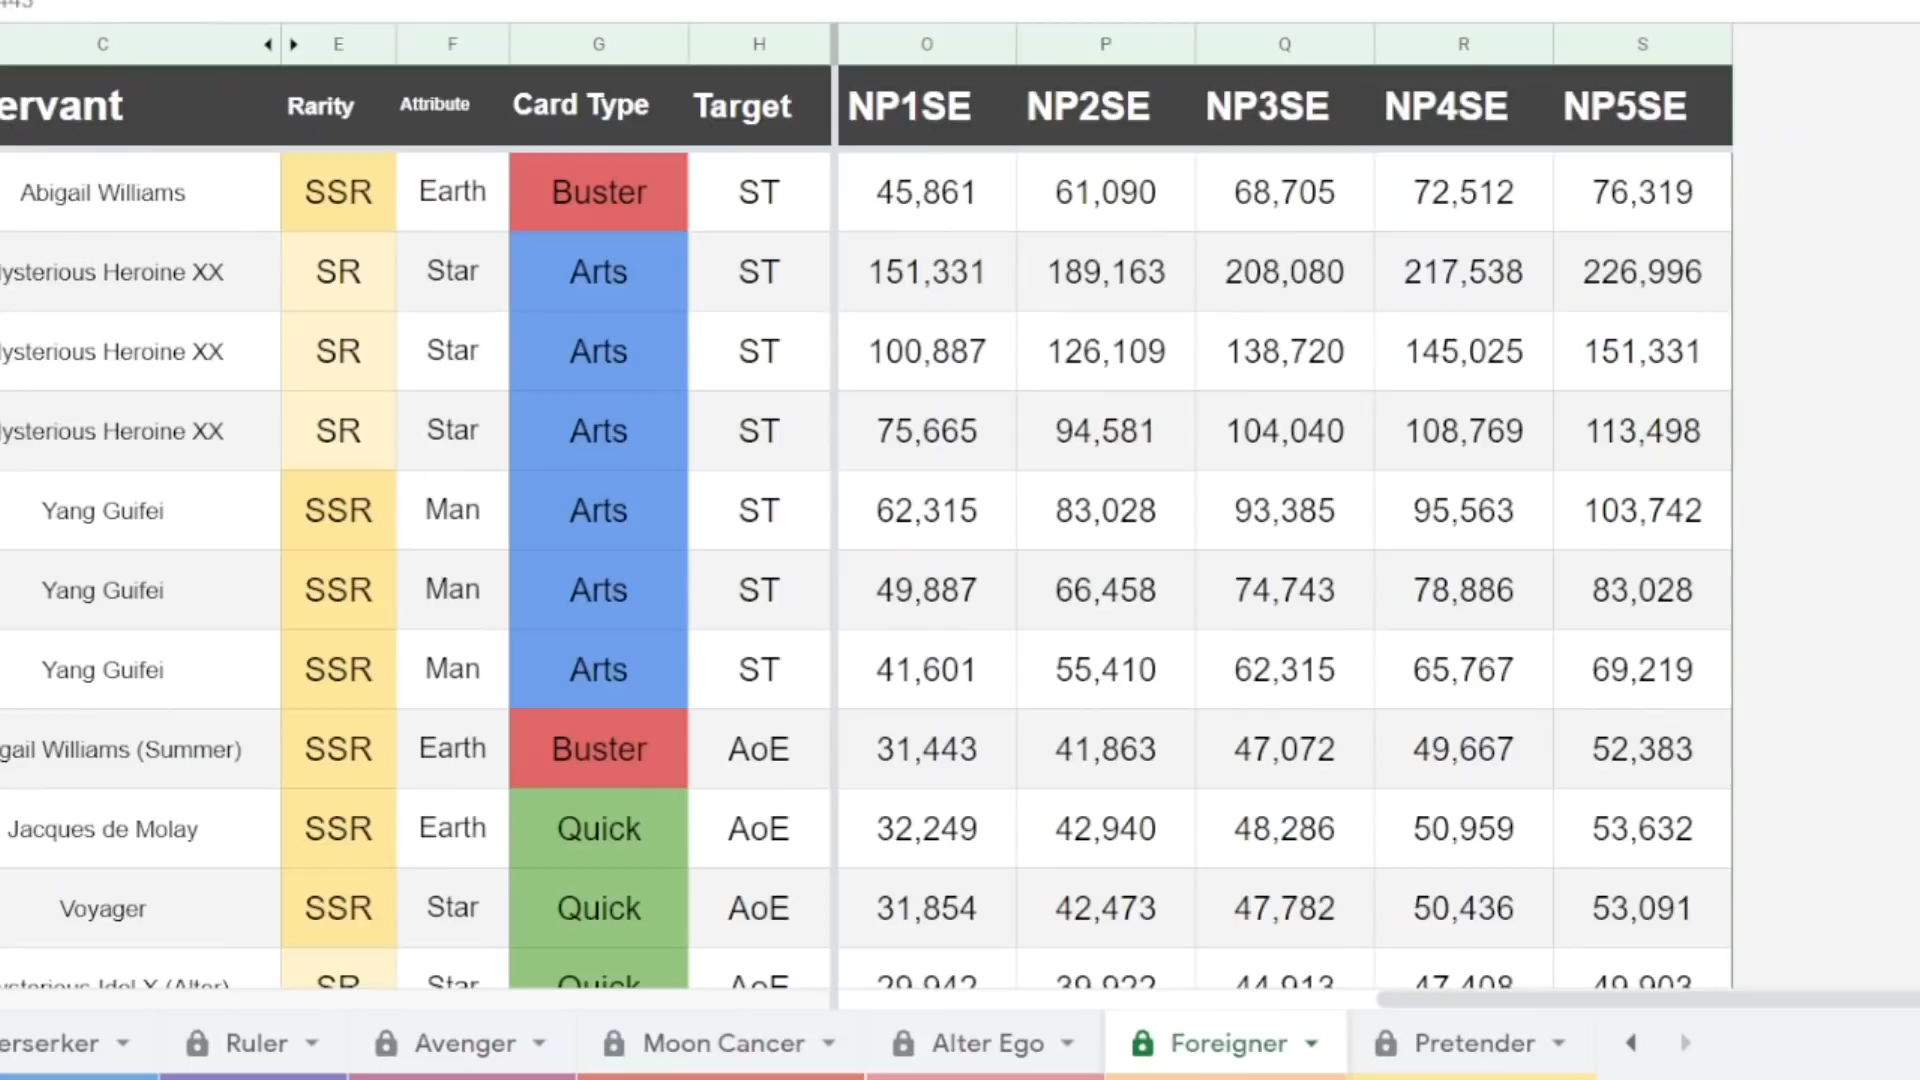 C E F G H O P Q R S
ervant Rarity Attribute Card Type Target NP1SE NP2SE NP3SE NP4SE NP5SE
Abigail Williams SSR Earth Buster ST 45,861 61,090 68,705 72,512 76,319
ysterious Heroine XX SR Star Arts ST 151,331 189,163 208,080 217,538 226,996
ysterious Heroine XX SR Star Arts ST 100,887 126,109 138,720 145,025 151,331
ysterious Heroine XX SR Star Arts ST 75,665 94,581 104,040 108,769 113,498
Yang Guifei SSR Man Arts ST 62,315 83,028 93,385 95,563 103,742
Yang Guifei SSR Man Arts ST 49,887 66,458 74,743 78,886 83,028
Yang Guifei SSR Man Arts ST 41,601 55,410 62,315 65,767 69,219
gail Williams (Summer) SSR Earth Buster AoE 31,443 41,863 47,072 49,667 52,383
Jacques de Molay SSR Earth Quick AoE 32,249 42,940 48,286 50,959 53,632
Voyager SSR Star Quick AoE 31,854 42,473 47,782 50,436 53,091
ysterious Idol X (Alter) SR Star Quick AoE 29,942 39,922 44,913 47,408 49,903
erserker Ruler Avenger Moon Cancer Alter Ego Foreigner Pretender